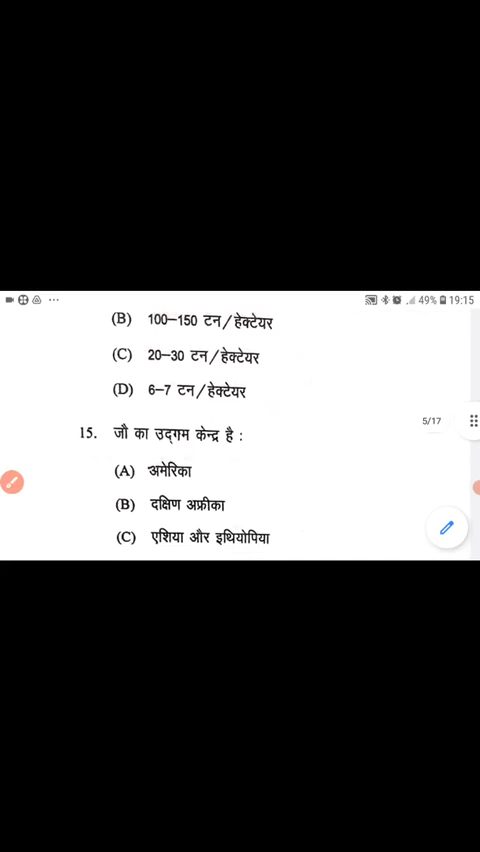 49% 19:15
(B) 100–150 टन/हेक्टेयर
(C) 20–30 टन/हेक्टेयर
(D) 6–7 टन/हेक्टेयर
5/17
15. जौ का उद्गम केन्द्र है :
(A) अमेरिका
(B) दक्षिण अफ्रीका
(C) एशिया और इथियोपिया